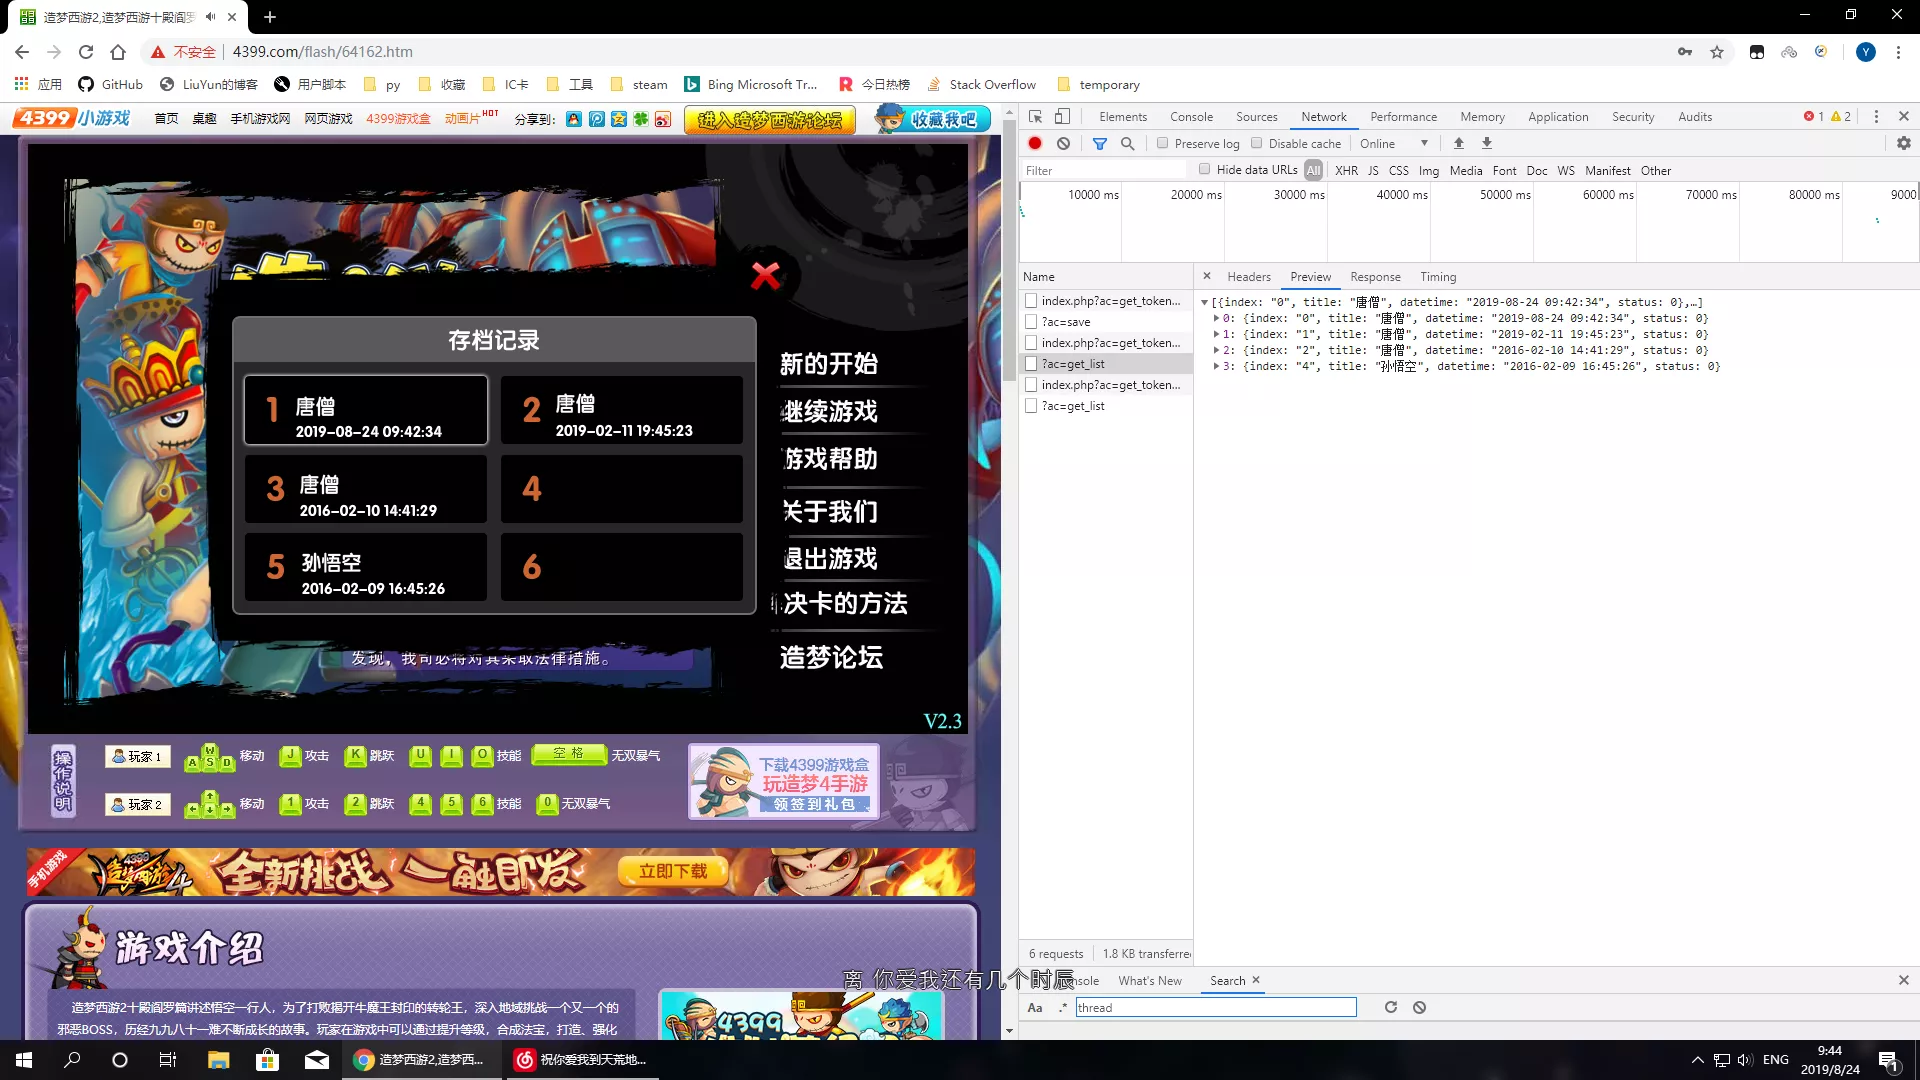 造梦西游2,造梦西游十殿阎罗
不安全
4399.com/flash/64162.htm
Y
应用
GitHub
LiuYun的博客
用户脚本
py
收藏
IC卡
工具
steam
Bing Microsoft Tr...
今日热榜
Stack Overflow
temporary
4399小游戏
首页
桌趣
手机游戏网
网页游戏
4399游戏盒
动画片HOT
分享到:
进入造梦西游论坛
收藏我吧
存档记录
1 唐僧
2019-08-24 09:42:34
2 唐僧
2019-02-11 19:45:23
3 唐僧
2016-02-10 14:41:29
4
5 孙悟空
2016-02-09 16:45:26
6
新的开始
继续游戏
游戏帮助
关于我们
退出游戏
决卡的方法
造梦论坛
发现，我司必将对其采取法律措施。
V2.3
操作说明
玩家 1
W
A S D
移动
J 攻击
K 跳跃
U I O 技能
空 格 无双暴气
玩家 2
移动
1 攻击
2 跳跃
4 5 6 技能
0 无双暴气
下载4399游戏盒
玩造梦4手游
领签到礼包
手机游戏
4399
造梦西游4
全新挑战 一触即发
立即下载
游戏介绍
造梦西游2十殿阎罗篇讲述悟空一行人，为了打败揭开牛魔王封印的转轮王，深入地域挑战一个又一个的
邪恶BOSS，历经九九八十一难不断成长的故事。玩家在游戏中可以通过提升等级，合成法宝，打造、强化
4399
离 你爱我还有几个时辰
Elements
Console
Sources
Network
Performance
Memory
Application
Security
Audits
1
2
Preserve log
Disable cache
Online
Filter
Hide data URLs
All
XHR
JS
CSS
Img
Media
Font
Doc
WS
Manifest
Other
10000 ms
20000 ms
30000 ms
40000 ms
50000 ms
60000 ms
70000 ms
80000 ms
9000
Name
Headers
Preview
Response
Timing
index.php?ac=get_token...
?ac=save
index.php?ac=get_token...
?ac=get_list
index.php?ac=get_token...
?ac=get_list
[{index: "0", title: "唐僧", datetime: "2019-08-24 09:42:34", status: 0},…]
0: {index: "0", title: "唐僧", datetime: "2019-08-24 09:42:34", status: 0}
1: {index: "1", title: "唐僧", datetime: "2019-02-11 19:45:23", status: 0}
2: {index: "2", title: "唐僧", datetime: "2016-02-10 14:41:29", status: 0}
3: {index: "4", title: "孙悟空", datetime: "2016-02-09 16:45:26", status: 0}
6 requests
1.8 KB transferre
nsole
What's New
Search
Aa
.*
thread
造梦西游2,造梦西...
祝你爱我到天荒地...
ENG
9:44
2019/8/24
1